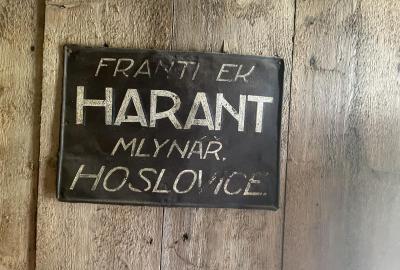 FRANTI EK
HARANT
MLYNÁŘ.
HOSLOVICE.